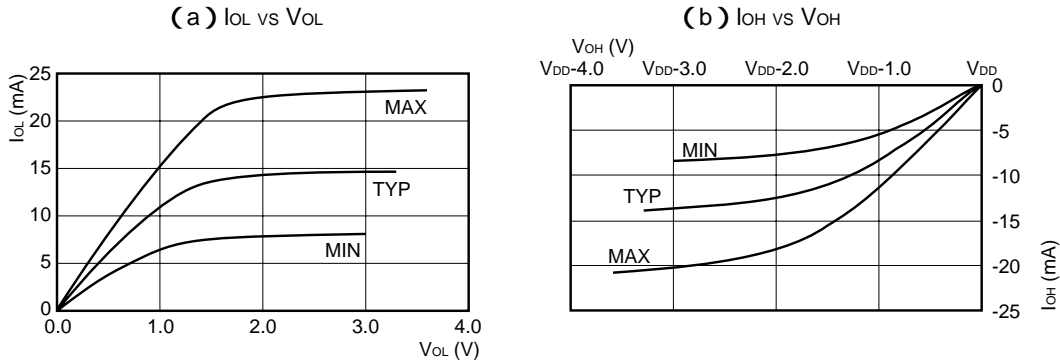 (a) IOL VS VOL
IOL (mA)
25
20
15
10
5
0
MAX
TYP
MIN
0.0 1.0 2.0 3.0 4.0
VOL (V)
(b) IOH VS VOH
VOH (V)
VDD-4.0 VDD-3.0 VDD-2.0 VDD-1.0 VDD
0
-5
-10
-15
-20
-25
MIN
TYP
MAX
IOH (mA)